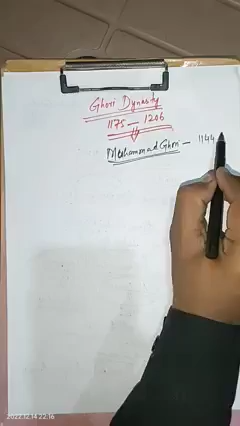 Ghori Dynasty
1175 — 1206
Mohammad Ghori — 1144
2022.12.14 22:16